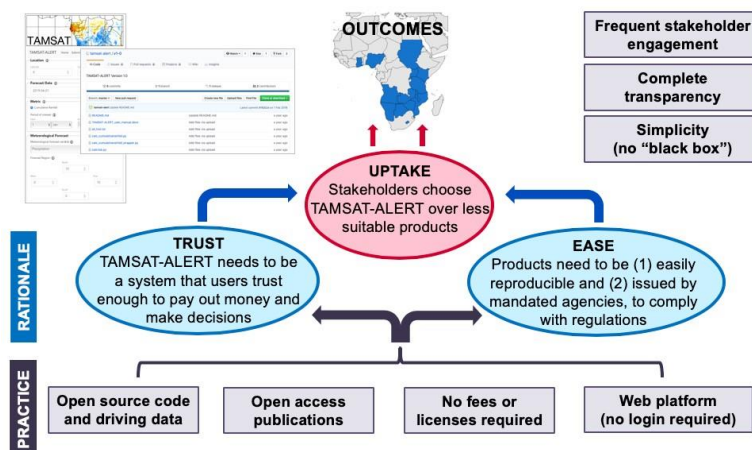 TAMSAT
OUTCOMES
Frequent stakeholder
engagement
Complete
transparency
Simplicity
(no “black box”)
UPTAKE
Stakeholders choose
TAMSAT-ALERT over less
suitable products
TRUST
TAMSAT-ALERT needs to be
a system that users trust
enough to pay out money and
make decisions
EASE
Products need to be (1) easily
reproducible and (2) issued by
mandated agencies, to comply
with regulations
RATIONALE
PRACTICE
Open source code
and driving data
Open access
publications
No fees or
licenses required
Web platform
(no login required)